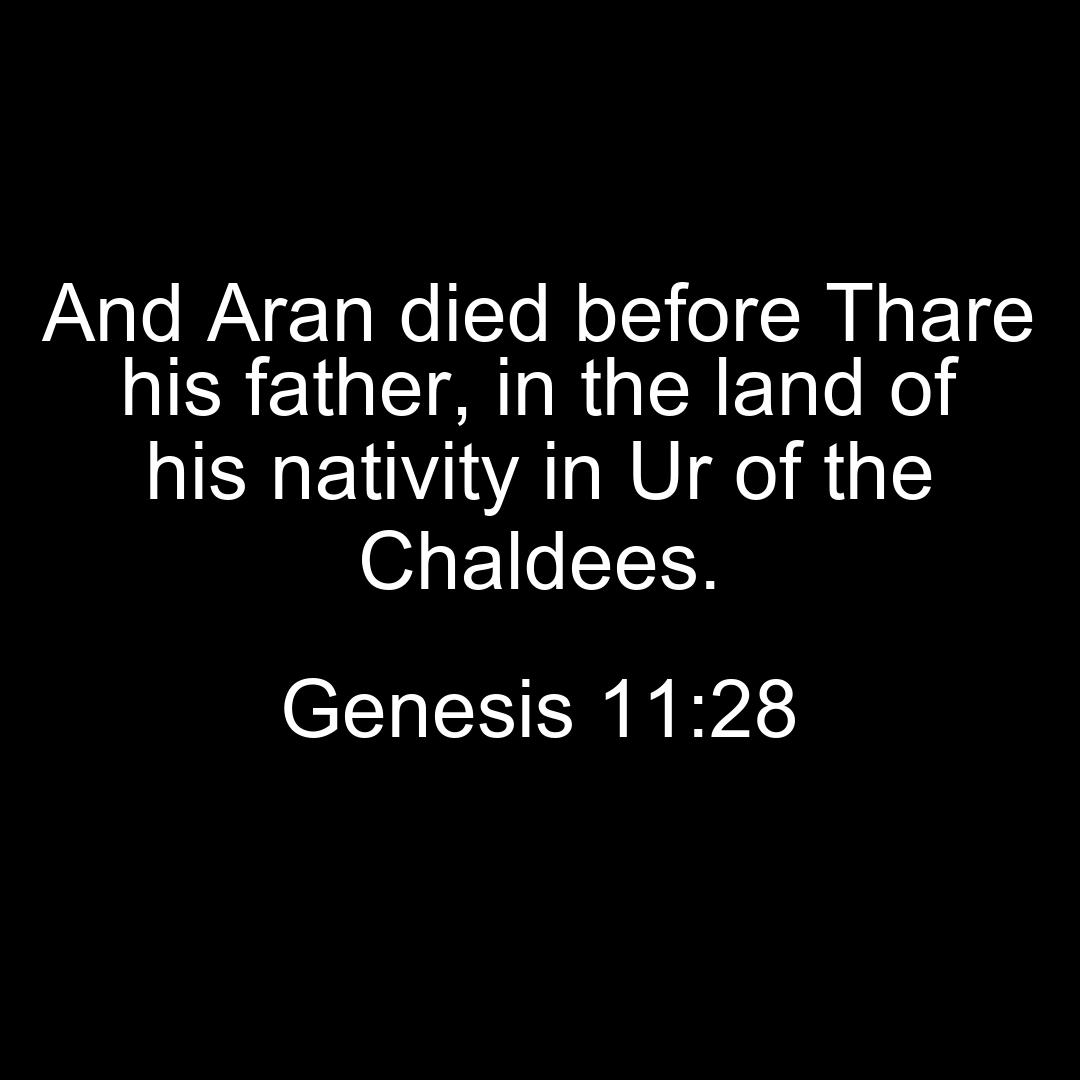 And Aran died before Thare
his father, in the land of
his nativity in Ur of the
Chaldees.
Genesis 11:28